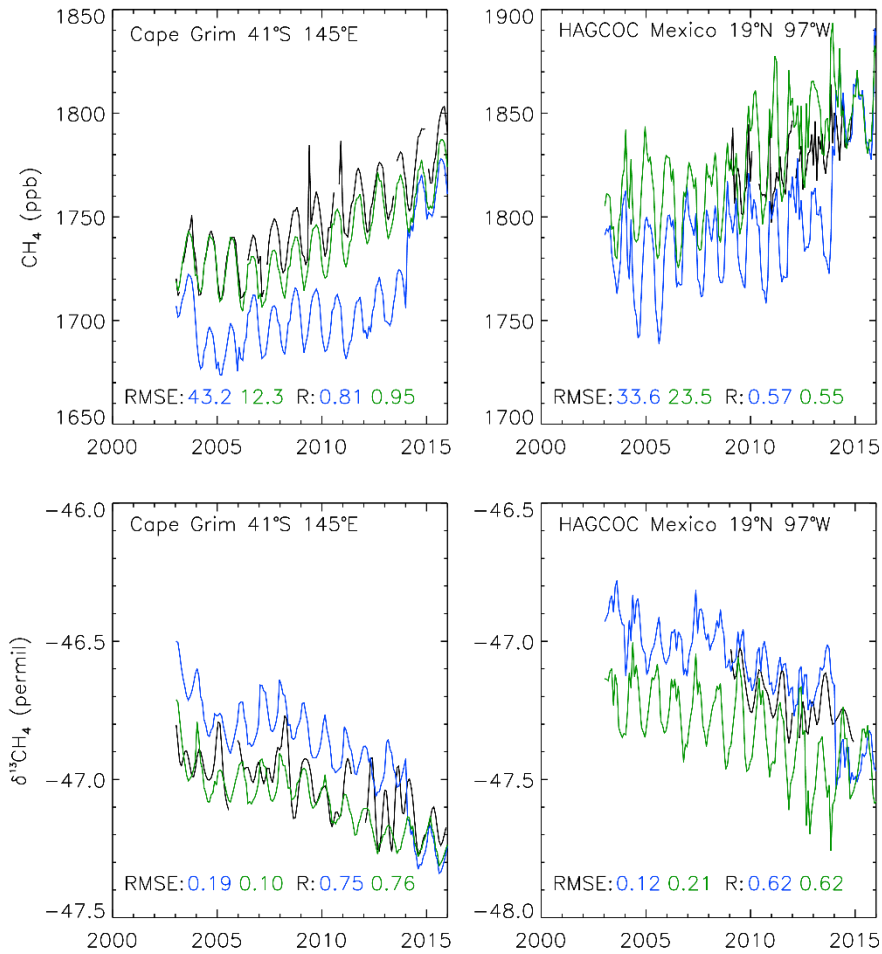 1850
1800
1750
1700
1650
CH₄ (ppb)
Cape Grim 41°S 145°E
RMSE: 43.2 12.3 R: 0.81 0.95
2000 2005 2010 2015
1900
1850
1800
1750
1700
HAGCOC Mexico 19°N 97°W
RMSE: 33.6 23.5 R: 0.57 0.55
2000 2005 2010 2015
−46.0
−46.5
−47.0
−47.5
δ¹³CH₄ (permil)
Cape Grim 41°S 145°E
RMSE: 0.19 0.10 R: 0.75 0.76
2000 2005 2010 2015
−46.5
−47.0
−47.5
−48.0
HAGCOC Mexico 19°N 97°W
RMSE: 0.12 0.21 R: 0.62 0.62
2000 2005 2010 2015